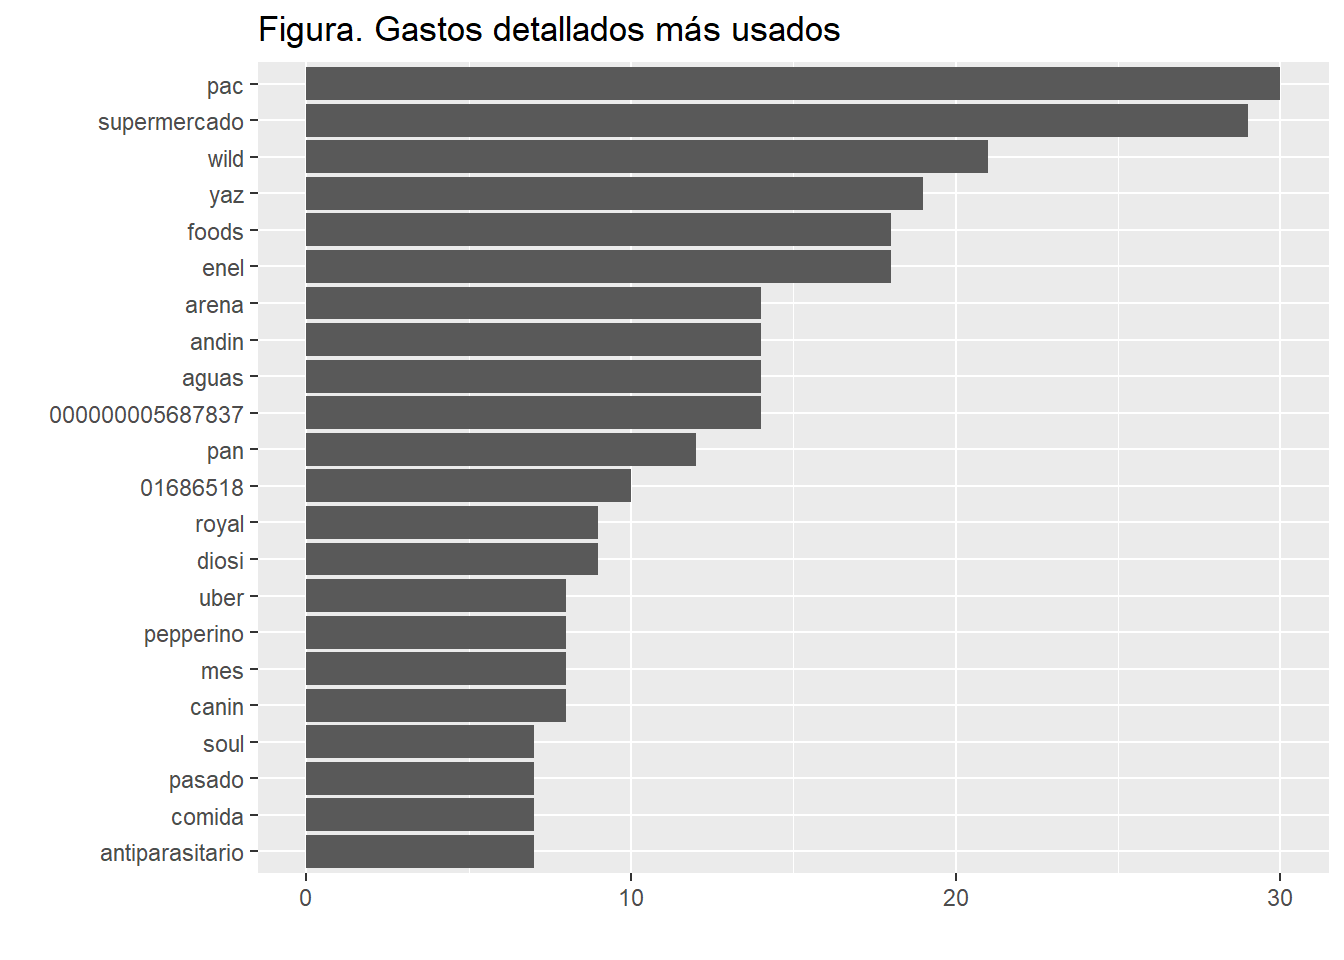 Figura. Gastos detallados más usados
pac
supermercado
wild
yaz
foods
enel
arena
andin
aguas
000000005687837
pan
01686518
royal
diosi
uber
pepperino
mes
canin
soul
pasado
comida
antiparasitario
0 10 20 30